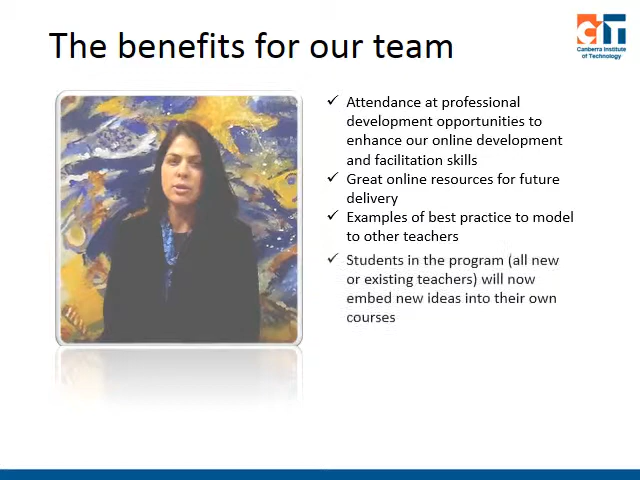 The benefits for our team
CIT
Canberra Institute
of Technology
✓ Attendance at professional
development opportunities to
enhance our online development
and facilitation skills
✓ Great online resources for future
delivery
✓ Examples of best practice to model
to other teachers
✓ Students in the program (all new
or existing teachers) will now
embed new ideas into their own
courses